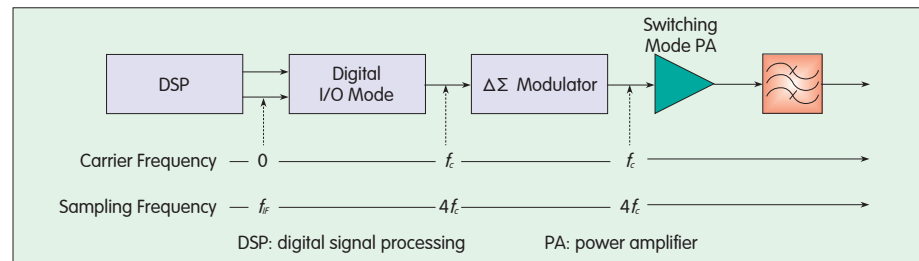 Switching
Mode PA
DSP
Digital
I/O Mode
ΔΣ Modulator
Carrier Frequency 0 fc fc
Sampling Frequency fIF 4fc 4fc
DSP: digital signal processing PA: power amplifier